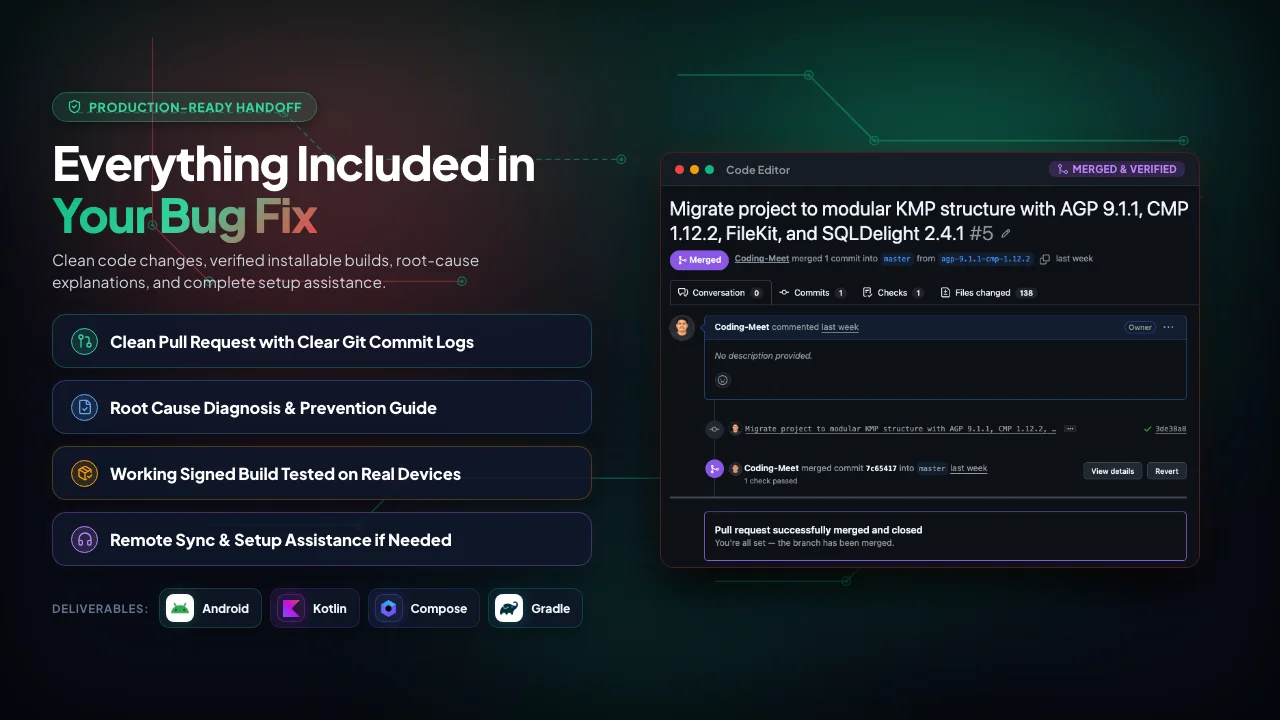 PRODUCTION-READY HANDOFF
Everything Included in
Your Bug Fix
Clean code changes, verified installable builds, root-cause
explanations, and complete setup assistance.
Clean Pull Request with Clear Git Commit Logs
Root Cause Diagnosis & Prevention Guide
Working Signed Build Tested on Real Devices
Remote Sync & Setup Assistance if Needed
DELIVERABLES: Android Kotlin Compose Gradle
Code Editor MERGED & VERIFIED
Migrate project to modular KMP structure with AGP 9.1.1, CMP
1.12.2, FileKit, and SQLDelight 2.4.1 #5
Merged Coding-Meet merged 1 commit into master from agp-9.1.1-cmp-1.12.2 last week
Conversation 0 Commits 1 Checks 1 Files changed 138
Coding-Meet commented last week Owner ···
No description provided.
Migrate project to modular KMP structure with AGP 9.1.1, CMP 1.12.2, … ··· 3de38a8
Coding-Meet merged commit 7c65417 into master last week View details Revert
1 check passed
Pull request successfully merged and closed
You're all set — the branch has been merged.